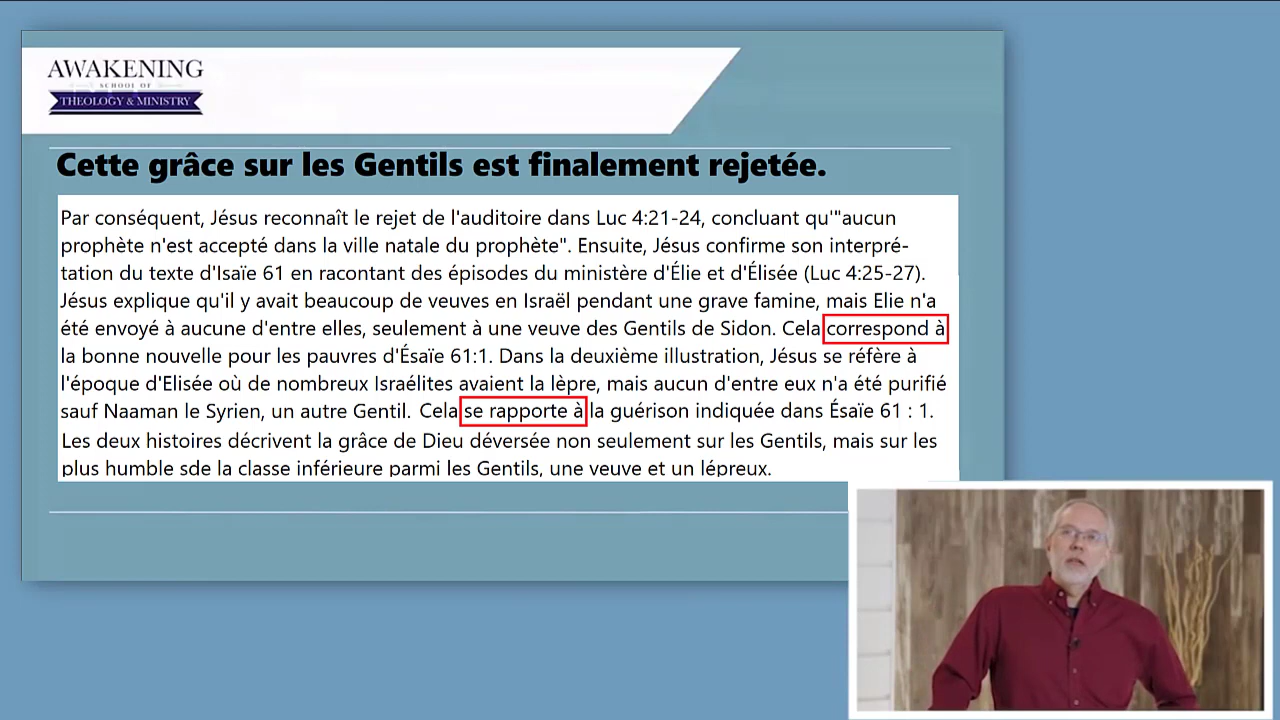 AWAKENING
SCHOOL OF
THEOLOGY & MINISTRY
Cette grâce sur les Gentils est finalement rejetée.
Par conséquent, Jésus reconnaît le rejet de l'auditoire dans Luc 4:21-24, concluant qu'"aucun
prophète n'est accepté dans la ville natale du prophète". Ensuite, Jésus confirme son interpré-
tation du texte d'Isaïe 61 en racontant des épisodes du ministère d'Élie et d'Élisée (Luc 4:25-27).
Jésus explique qu'il y avait beaucoup de veuves en Israël pendant une grave famine, mais Elie n'a
été envoyé à aucune d'entre elles, seulement à une veuve des Gentils de Sidon. Cela correspond à
la bonne nouvelle pour les pauvres d'Ésaïe 61:1. Dans la deuxième illustration, Jésus se réfère à
l'époque d'Elisée où de nombreux Israélites avaient la lèpre, mais aucun d'entre eux n'a été purifié
sauf Naaman le Syrien, un autre Gentil. Cela se rapporte à la guérison indiquée dans Ésaïe 61 : 1.
Les deux histoires décrivent la grâce de Dieu déversée non seulement sur les Gentils, mais sur les
plus humble sde la classe inférieure parmi les Gentils, une veuve et un lépreux.